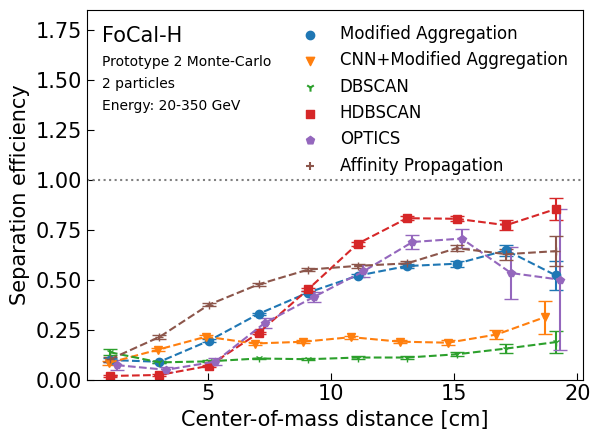 FoCal-H
Prototype 2 Monte-Carlo
2 particles
Energy: 20-350 GeV
Modified Aggregation
CNN+Modified Aggregation
DBSCAN
HDBSCAN
OPTICS
Affinity Propagation
Separation efficiency
1.75
1.50
1.25
1.00
0.75
0.50
0.25
0.00
5
10
15
20
Center-of-mass distance [cm]